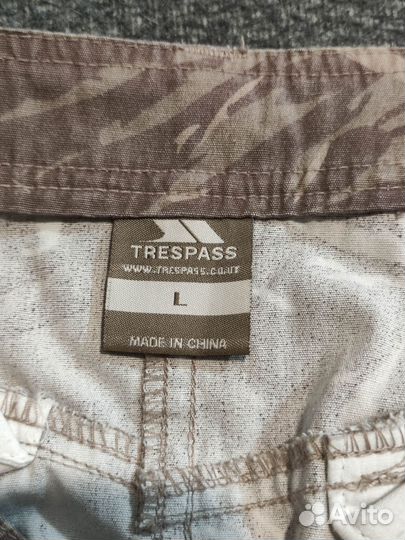 TRESPASS
WWW.TRESPASS.CO.UK
L
MADE IN CHINA
Avito